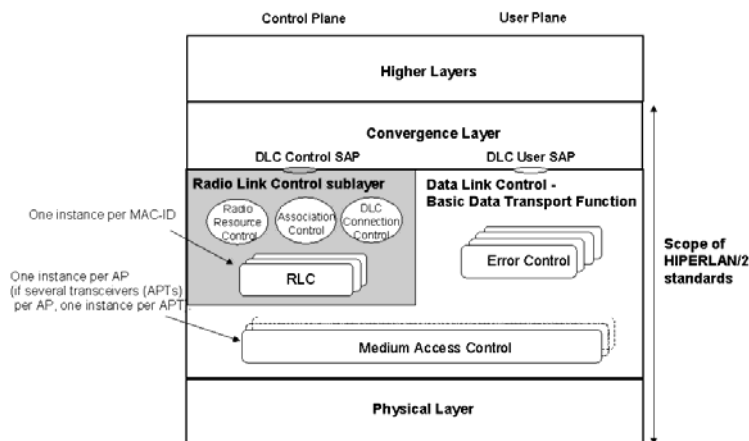 Control Plane
User Plane
Higher Layers
Convergence Layer
DLC Control SAP
DLC User SAP
Radio Link Control sublayer
Radio
Resource
Control
Association
Control
DLC
Connection
Control
RLC
Data Link Control -
Basic Data Transport Function
Error Control
One instance per MAC-ID
One instance per AP
(if several transceivers (APTs)
per AP, one instance per APT)
Medium Access Control
Physical Layer
Scope of
HIPERLAN/2
standards